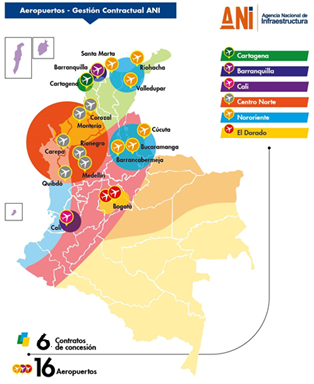 Aeropuertos - Gestión Contractual ANI
ANI
Agencia Nacional de
Infraestructura
Santa Marta
Barranquilla
Cartagena
Riohacha
Valledupar
Corozal
Montería
Carepa
Rionegro
Medellín
Quibdó
Cúcuta
Bucaramanga
Barrancabermeja
Bogotá
Cali
Cartagena
Barranquilla
Cali
Centro Norte
Nororiente
El Dorado
6 Contratos
de concesión
16 Aeropuertos